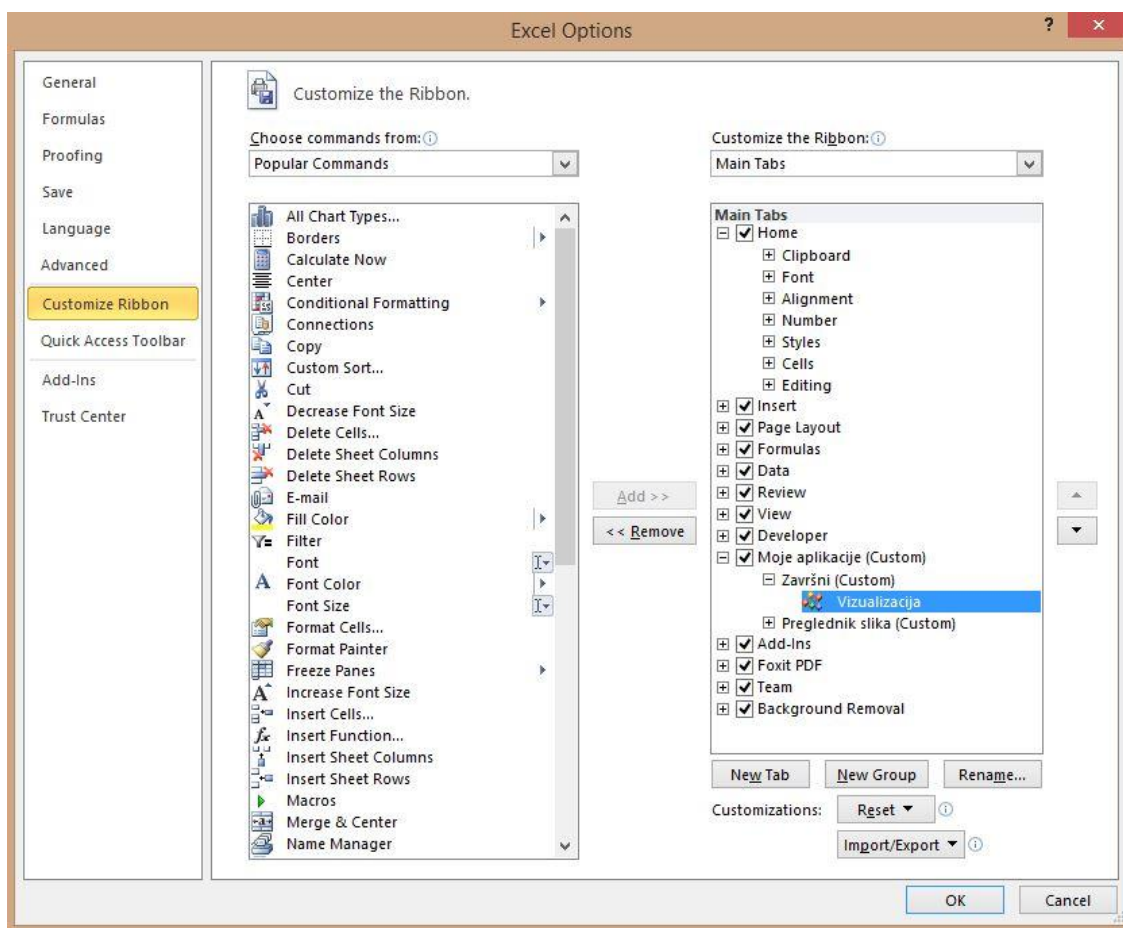 Excel Options
?
General
Formulas
Proofing
Save
Language
Advanced
Customize Ribbon
Quick Access Toolbar
Add-Ins
Trust Center
Customize the Ribbon.
Choose commands from:
Popular Commands
All Chart Types...
Borders
Calculate Now
Center
Conditional Formatting
Connections
Copy
Custom Sort...
Cut
Decrease Font Size
Delete Cells...
Delete Sheet Columns
Delete Sheet Rows
E-mail
Fill Color
Filter
Font
Font Color
Font Size
Format Cells...
Format Painter
Freeze Panes
Increase Font Size
Insert Cells...
Insert Function...
Insert Sheet Columns
Insert Sheet Rows
Macros
Merge & Center
Name Manager
Add >>
<< Remove
Customize the Ribbon:
Main Tabs
Main Tabs
Home
Clipboard
Font
Alignment
Number
Styles
Cells
Editing
Insert
Page Layout
Formulas
Data
Review
View
Developer
Moje aplikacije (Custom)
Završni (Custom)
Vizualizacija
Preglednik slika (Custom)
Add-Ins
Foxit PDF
Team
Background Removal
New Tab
New Group
Rename...
Customizations:
Reset
Import/Export
OK
Cancel